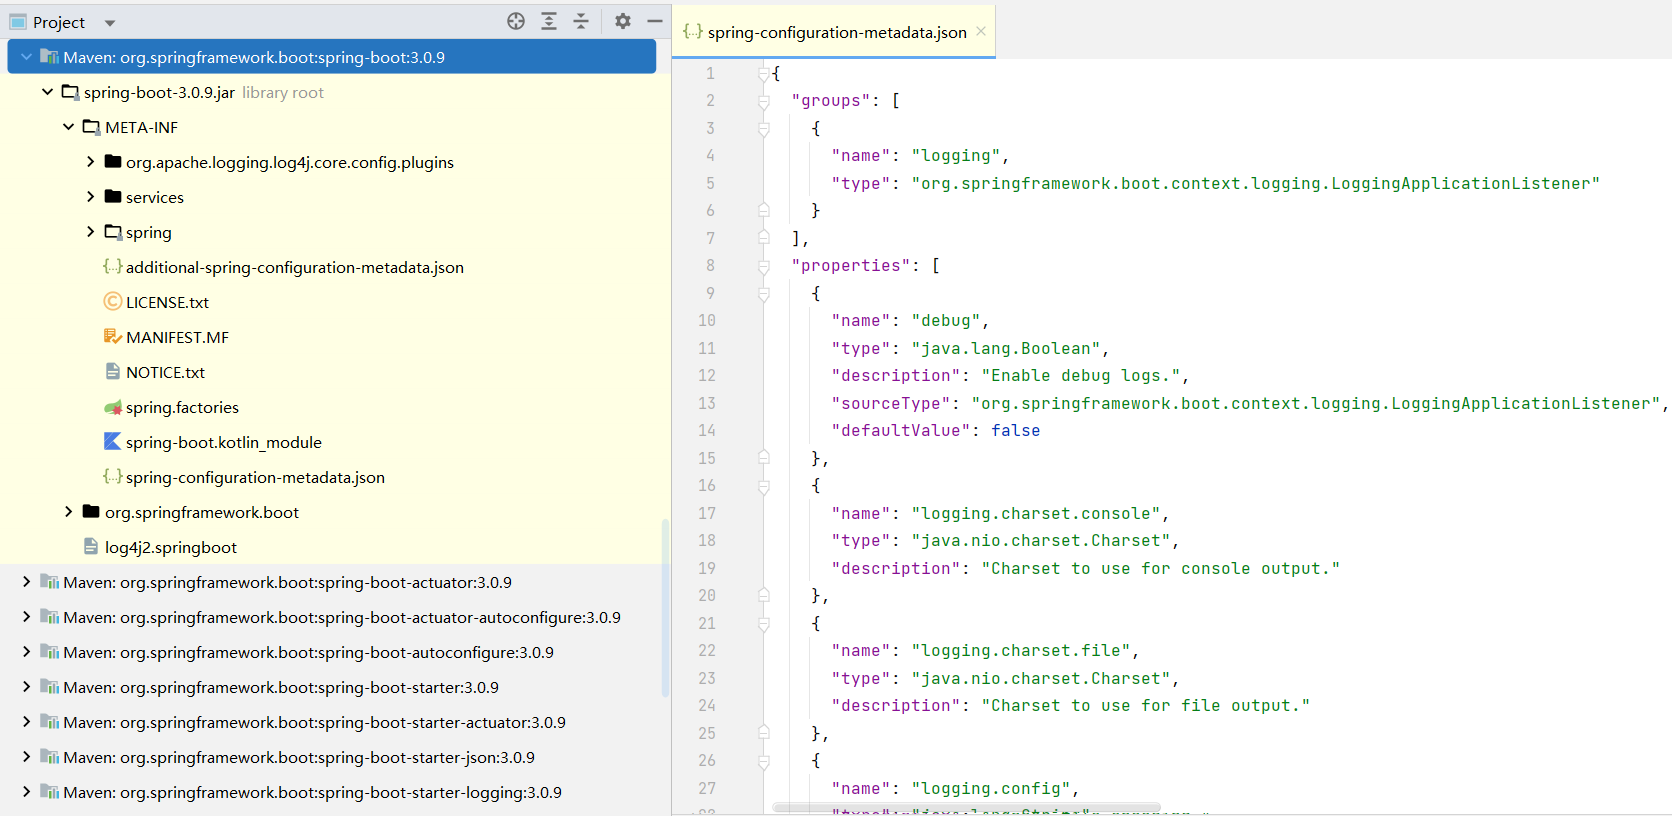 Project
Maven: org.springframework.boot:spring-boot:3.0.9
spring-boot-3.0.9.jar library root
META-INF
org.apache.logging.log4j.core.config.plugins
services
spring
additional-spring-configuration-metadata.json
LICENSE.txt
MANIFEST.MF
NOTICE.txt
spring.factories
spring-boot.kotlin_module
spring-configuration-metadata.json
org.springframework.boot
log4j2.springboot
Maven: org.springframework.boot:spring-boot-actuator:3.0.9
Maven: org.springframework.boot:spring-boot-actuator-autoconfigure:3.0.9
Maven: org.springframework.boot:spring-boot-autoconfigure:3.0.9
Maven: org.springframework.boot:spring-boot-starter:3.0.9
Maven: org.springframework.boot:spring-boot-starter-actuator:3.0.9
Maven: org.springframework.boot:spring-boot-starter-json:3.0.9
Maven: org.springframework.boot:spring-boot-starter-logging:3.0.9
spring-configuration-metadata.json
1 {
2 "groups": [
3 {
4 "name": "logging",
5 "type": "org.springframework.boot.context.logging.LoggingApplicationListener"
6 }
7 ],
8 "properties": [
9 {
10 "name": "debug",
11 "type": "java.lang.Boolean",
12 "description": "Enable debug logs.",
13 "sourceType": "org.springframework.boot.context.logging.LoggingApplicationListener",
14 "defaultValue": false
15 },
16 {
17 "name": "logging.charset.console",
18 "type": "java.nio.charset.Charset",
19 "description": "Charset to use for console output."
20 },
21 {
22 "name": "logging.charset.file",
23 "type": "java.nio.charset.Charset",
24 "description": "Charset to use for file output."
25 },
26 {
27 "name": "logging.config",